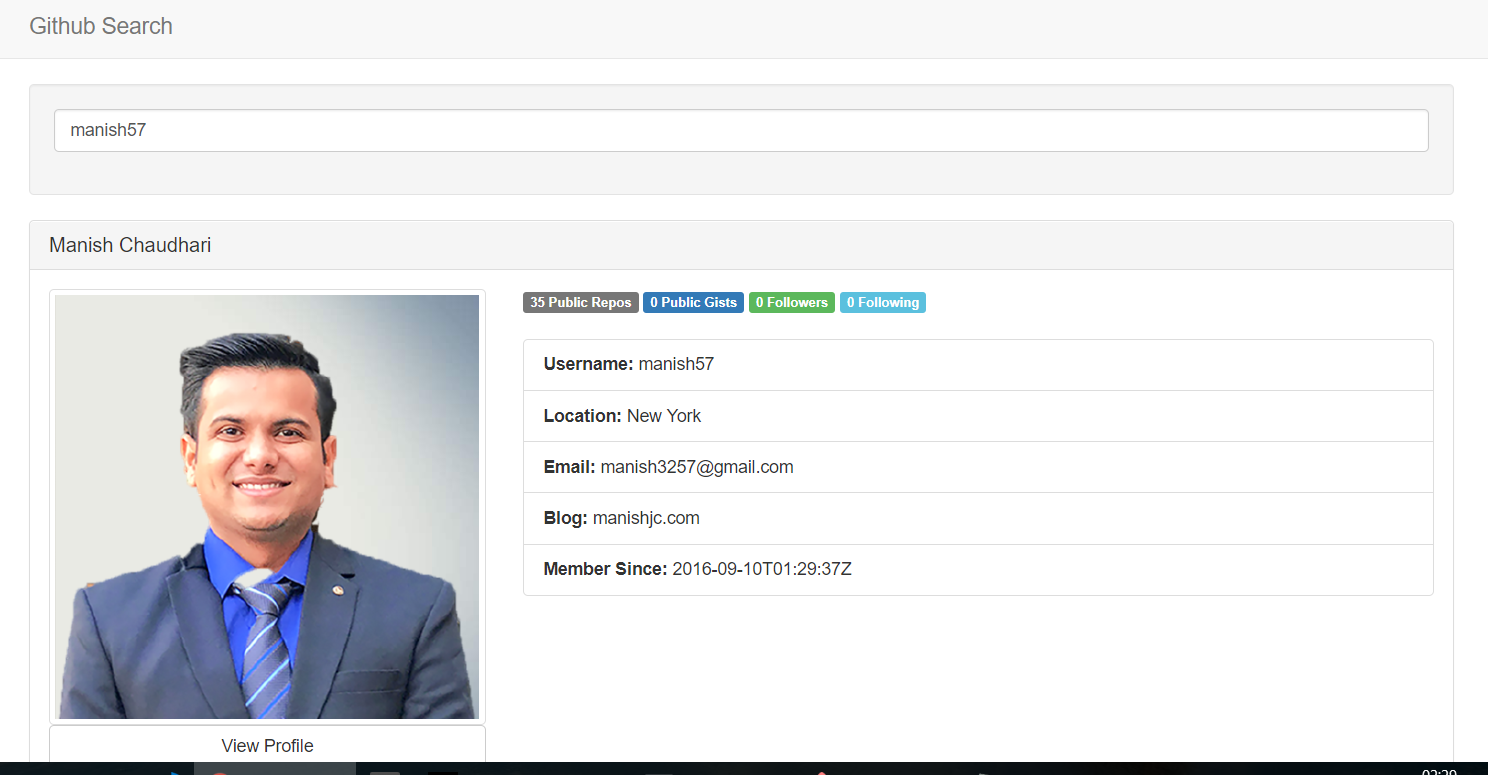 Github Search
manish57
Manish Chaudhari
35 Public Repos 0 Public Gists 0 Followers 0 Following
Username: manish57
Location: New York
Email: manish3257@gmail.com
Blog: manishjc.com
Member Since: 2016-09-10T01:29:37Z
View Profile